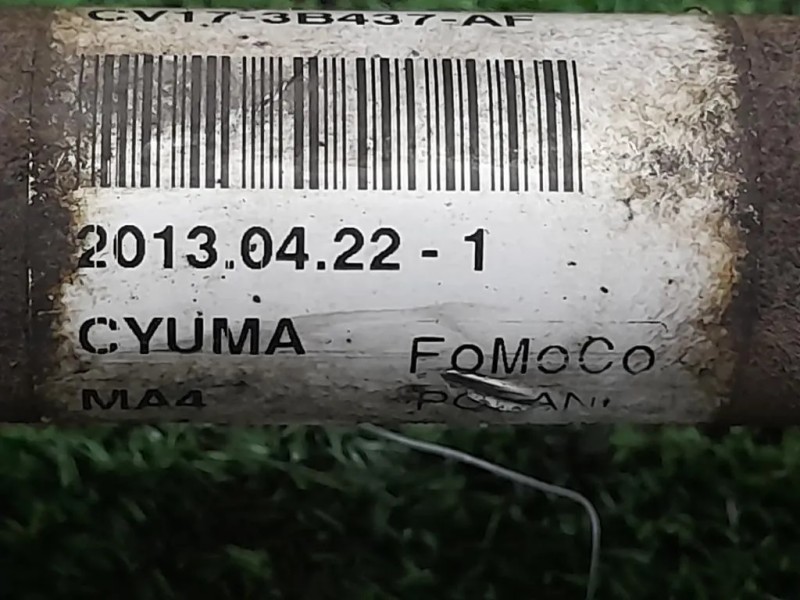 CV17-3B437-AF
2013.04.22 - 1
CYUMA
FoMoCo
MA4